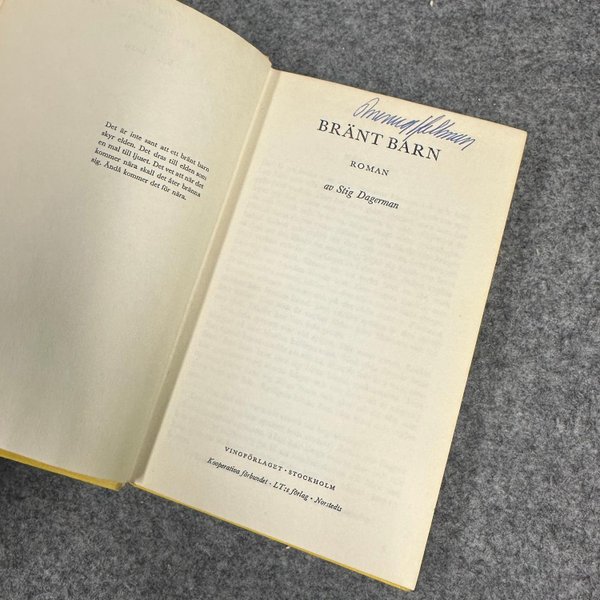 Det är inte sant att ett bränt barn
skyr elden. Det dras till elden som
en mal till ljuset. Det vet att när det
kommer nära skall det åter bränna
sig. Ändå kommer det för nära.
BRÄNT BARN
ROMAN
av Stig Dagerman
VINGFÖRLAGET · STOCKHOLM
Kooperativa förbundet · LT:s förlag · Norstedts